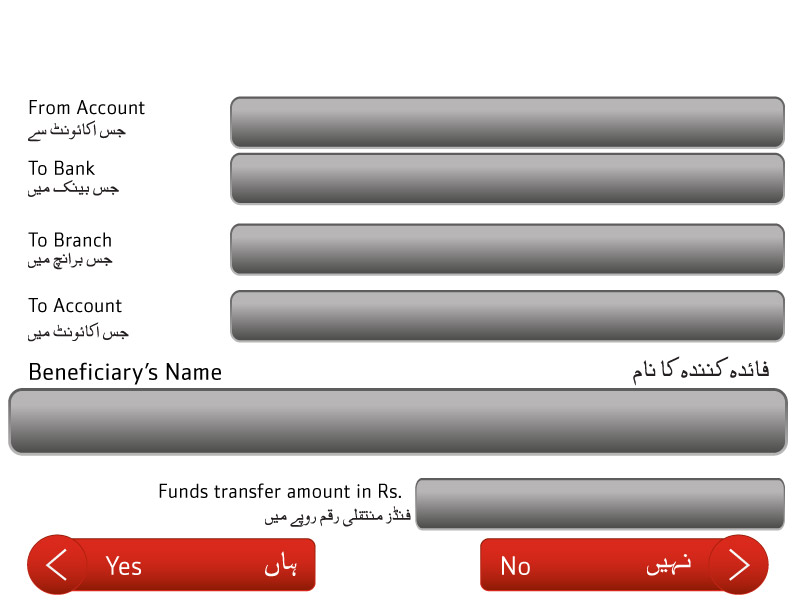 From Account
جس اکائونٹ سے
To Bank
جس بینک میں
To Branch
جس برانچ میں
To Account
جس اکائونٹ میں
Beneficiary's Name فائدہ کنندہ کا نام
Funds transfer amount in Rs.
فنڈز منتقلی رقم روپے میں
Yes ہاں No نہیں